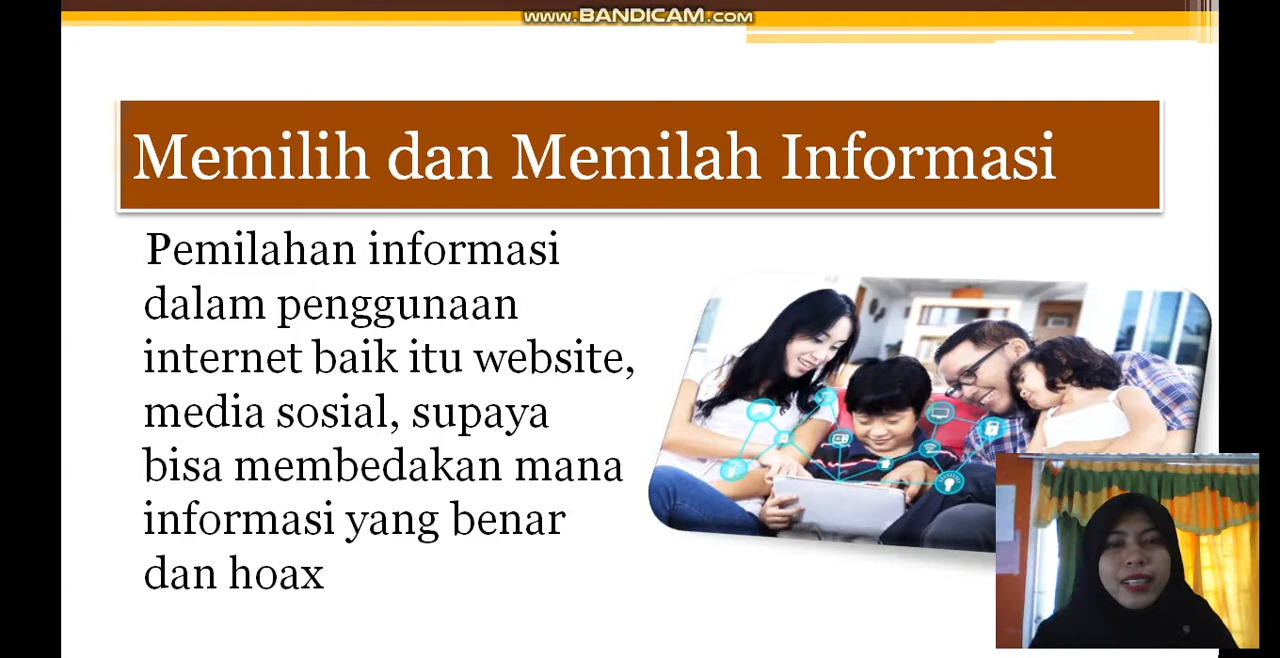 www.BANDICAM.com
Memilih dan Memilah Informasi
Pemilahan informasi
dalam penggunaan
internet baik itu website,
media sosial, supaya
bisa membedakan mana
informasi yang benar
dan hoax